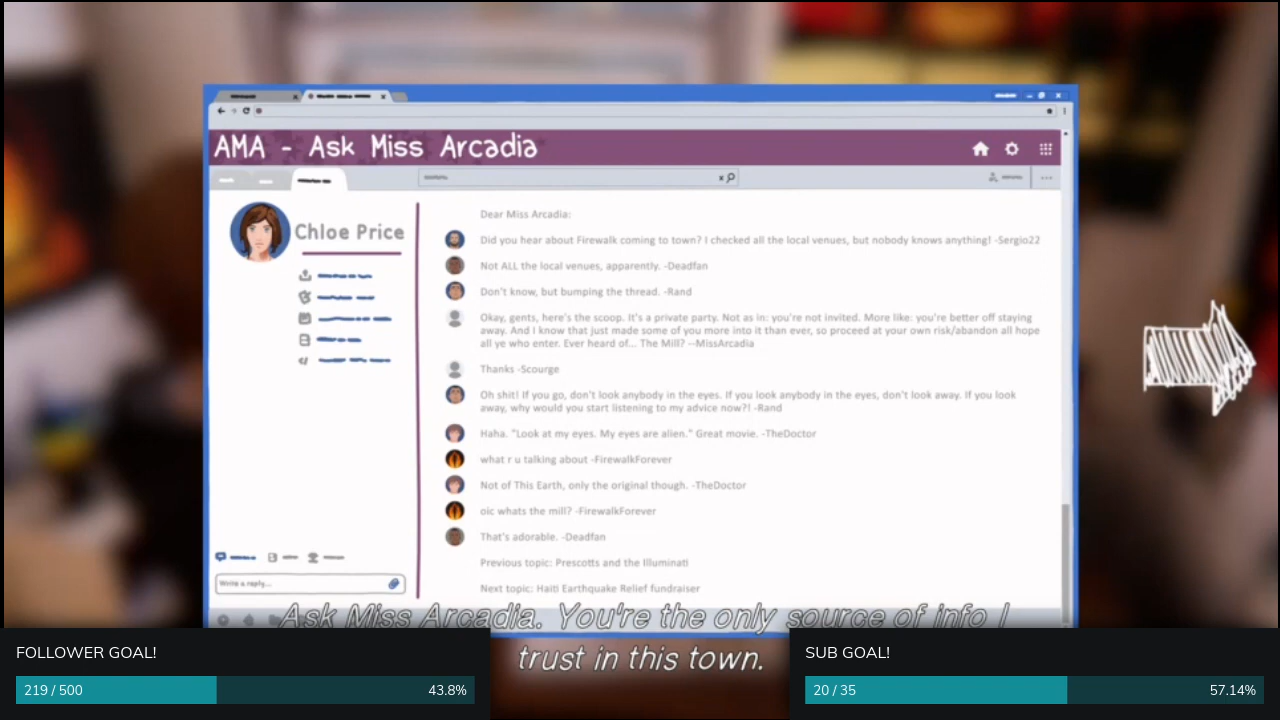 AMA - Ask Miss Arcadia
Chloe Price
Dear Miss Arcadia:
Did you hear about Firewalk coming to town? I checked all the local venues, but nobody knows anything! -Sergio22
Not ALL the local venues, apparently. -Deadfan
Don't know, but bumping the thread. -Rand
Okay, gents, here's the scoop. It's a private party. Not as in: you're not invited. More like: you're better off staying
away. And I know that just made some of you more into it than ever, so proceed at your own risk/abandon all hope
all ye who enter. Ever heard of... The Mill? --MissArcadia
Thanks -Scourge
Oh shit! If you go, don't look anybody in the eyes. If you look anybody in the eyes, don't look away. If you look
away, why would you start listening to my advice now?! -Rand
Haha. "Look at my eyes. My eyes are alien." Great movie. -TheDoctor
what r u talking about -FirewalkForever
Not of This Earth, only the original though. -TheDoctor
oic whats the mill? -FirewalkForever
That's adorable. -Deadfan
Previous topic: Prescotts and the Illuminati
Next topic: Haiti Earthquake Relief fundraiser
Write a reply...
Ask Miss Arcadia. You're the only source of info I
trust in this town.
FOLLOWER GOAL!
219 / 500
43.8%
SUB GOAL!
20 / 35
57.14%